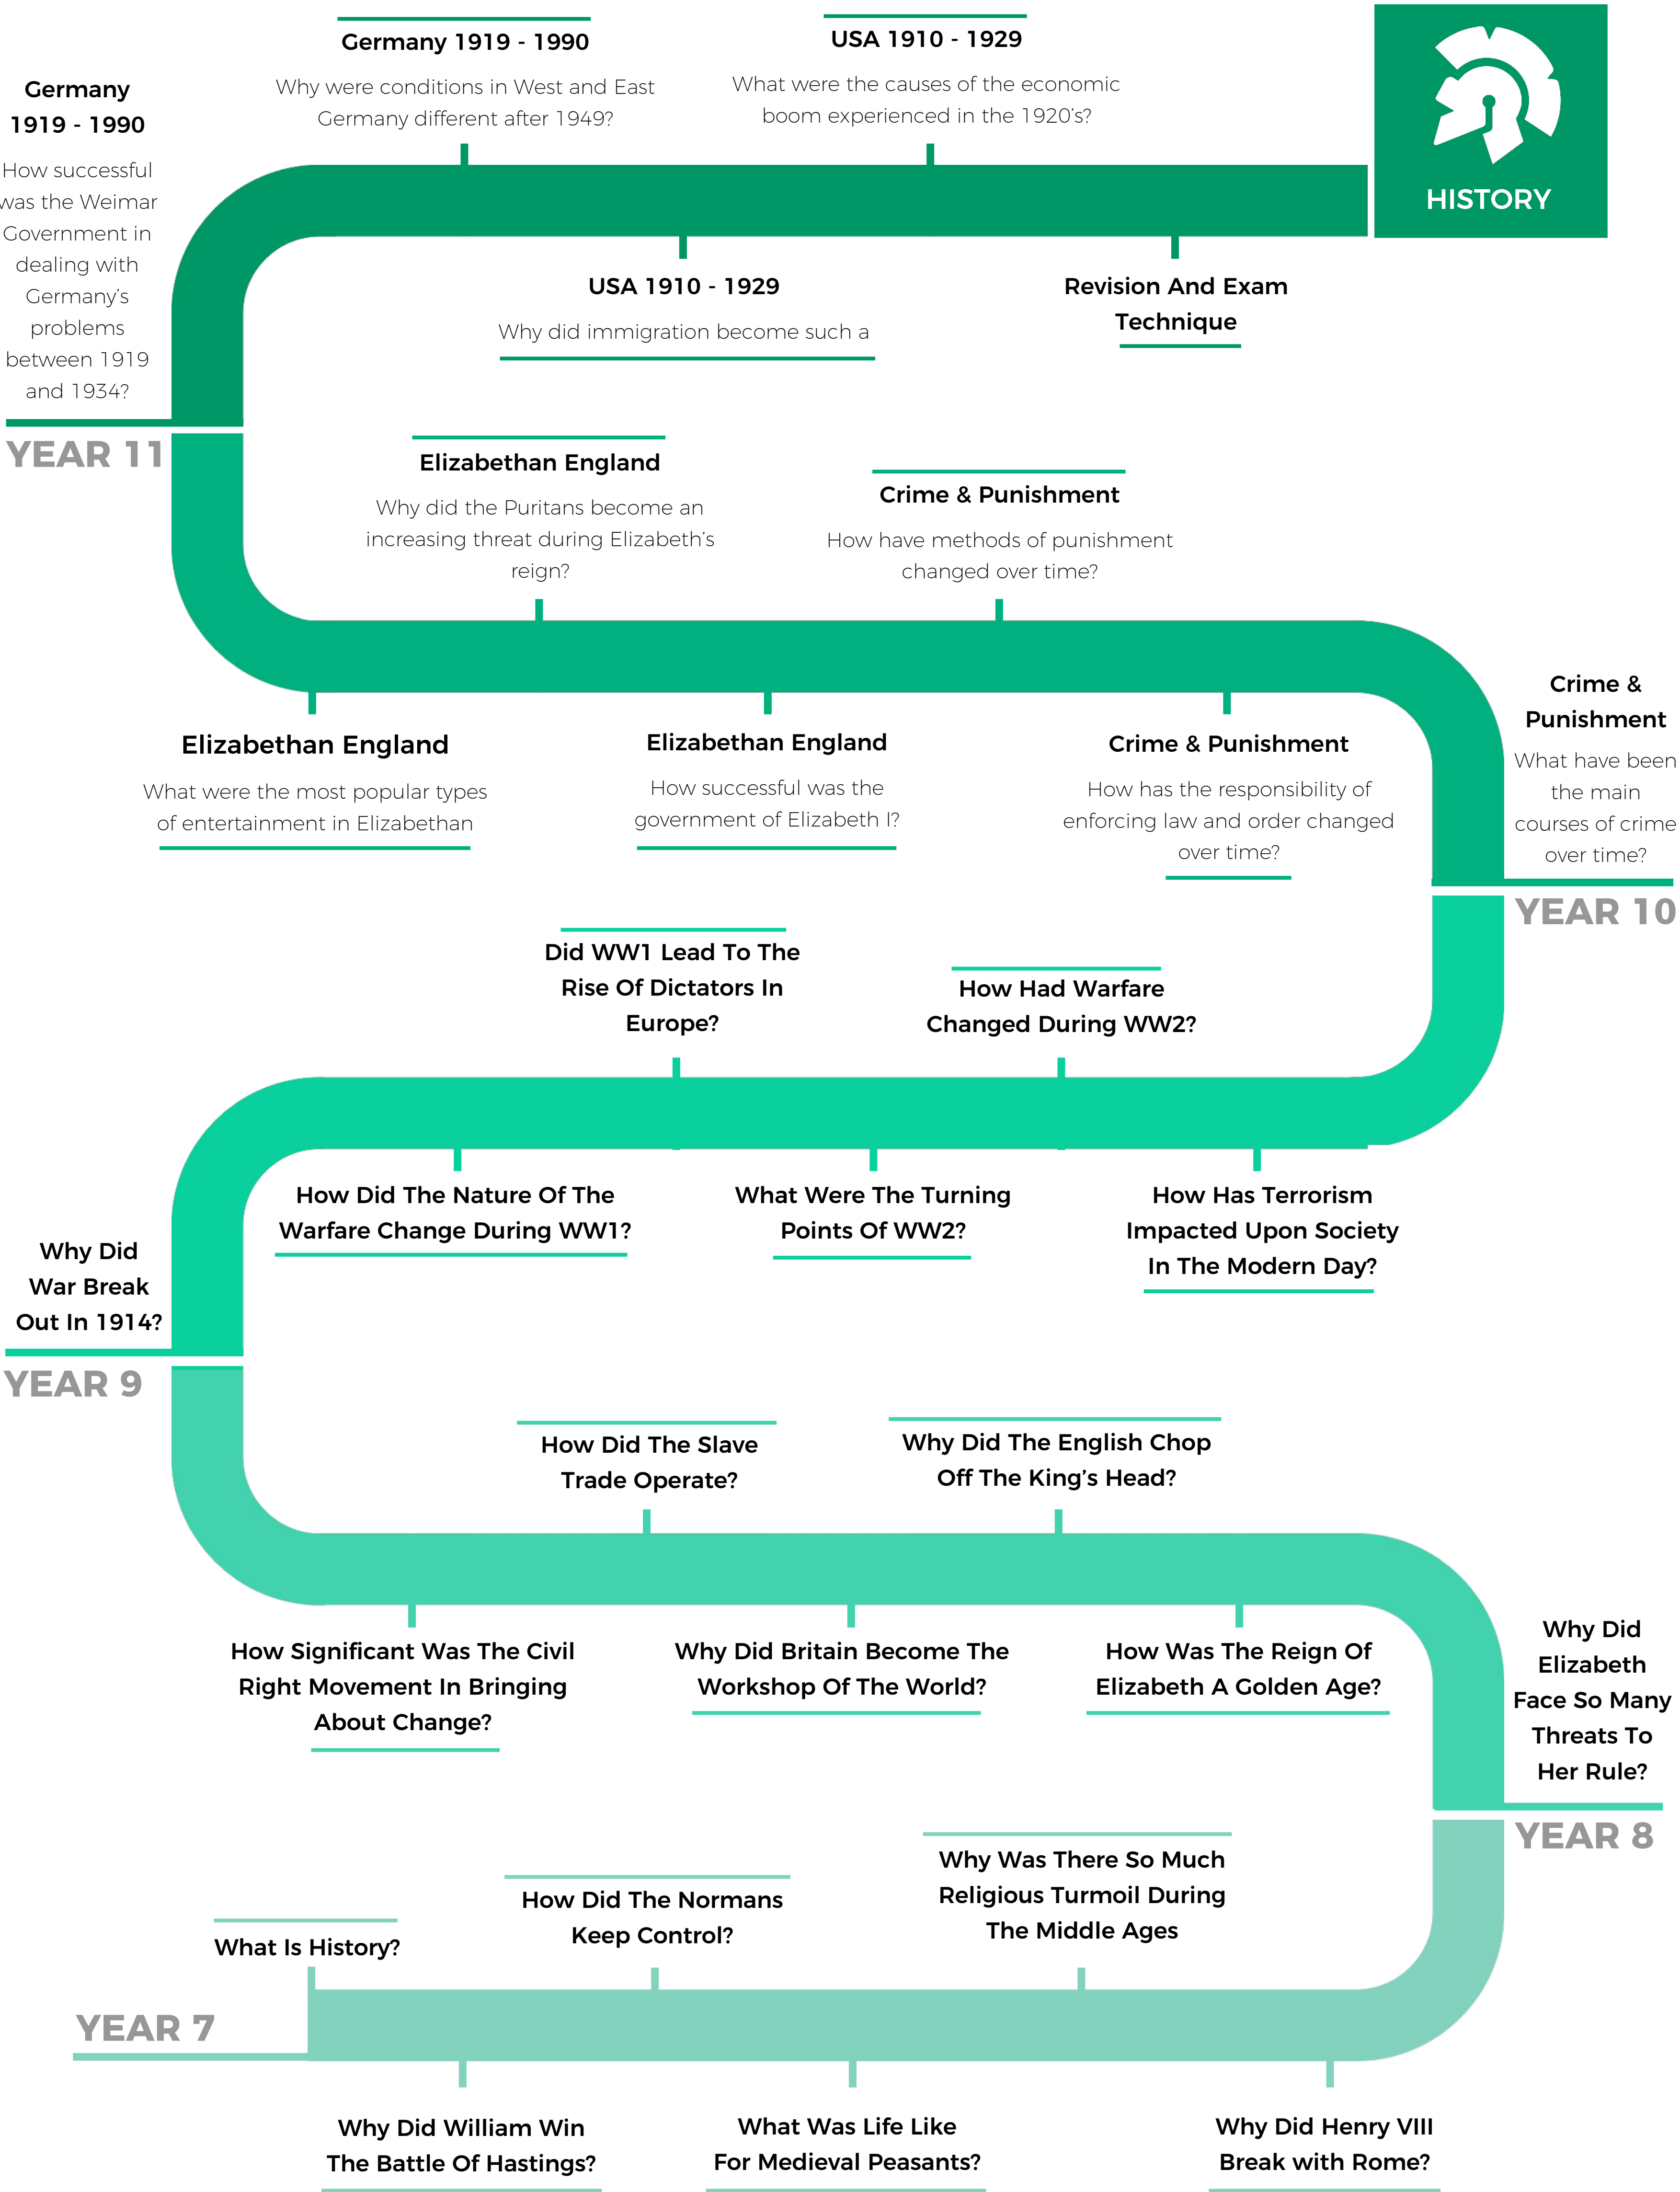 Germany 1919 - 1990
Why were conditions in West and East
Germany different after 1949?
USA 1910 - 1929
What were the causes of the economic
boom experienced in the 1920's?
HISTORY
Germany
1919 - 1990
How successful
was the Weimar
Government in
dealing with
Germany's
problems
between 1919
and 1934?
USA 1910 - 1929
Why did immigration become such a
Revision And Exam
Technique
YEAR 11
Elizabethan England
Why did the Puritans become an
increasing threat during Elizabeth's
reign?
Crime & Punishment
How have methods of punishment
changed over time?
Elizabethan England
What were the most popular types
of entertainment in Elizabethan
Elizabethan England
How successful was the
government of Elizabeth I?
Crime & Punishment
How has the responsibility of
enforcing law and order changed
over time?
Crime &
Punishment
What have been
the main
courses of crime
over time?
YEAR 10
Did WW1 Lead To The
Rise Of Dictators In
Europe?
How Had Warfare
Changed During WW2?
How Did The Nature Of The
Warfare Change During WW1?
What Were The Turning
Points Of WW2?
How Has Terrorism
Impacted Upon Society
In The Modern Day?
Why Did
War Break
Out In 1914?
YEAR 9
How Did The Slave
Trade Operate?
Why Did The English Chop
Off The King's Head?
How Significant Was The Civil
Right Movement In Bringing
About Change?
Why Did Britain Become The
Workshop Of The World?
How Was The Reign Of
Elizabeth A Golden Age?
Why Did
Elizabeth
Face So Many
Threats To
Her Rule?
YEAR 8
What Is History?
How Did The Normans
Keep Control?
Why Was There So Much
Religious Turmoil During
The Middle Ages
YEAR 7
Why Did William Win
The Battle Of Hastings?
What Was Life Like
For Medieval Peasants?
Why Did Henry VIII
Break with Rome?